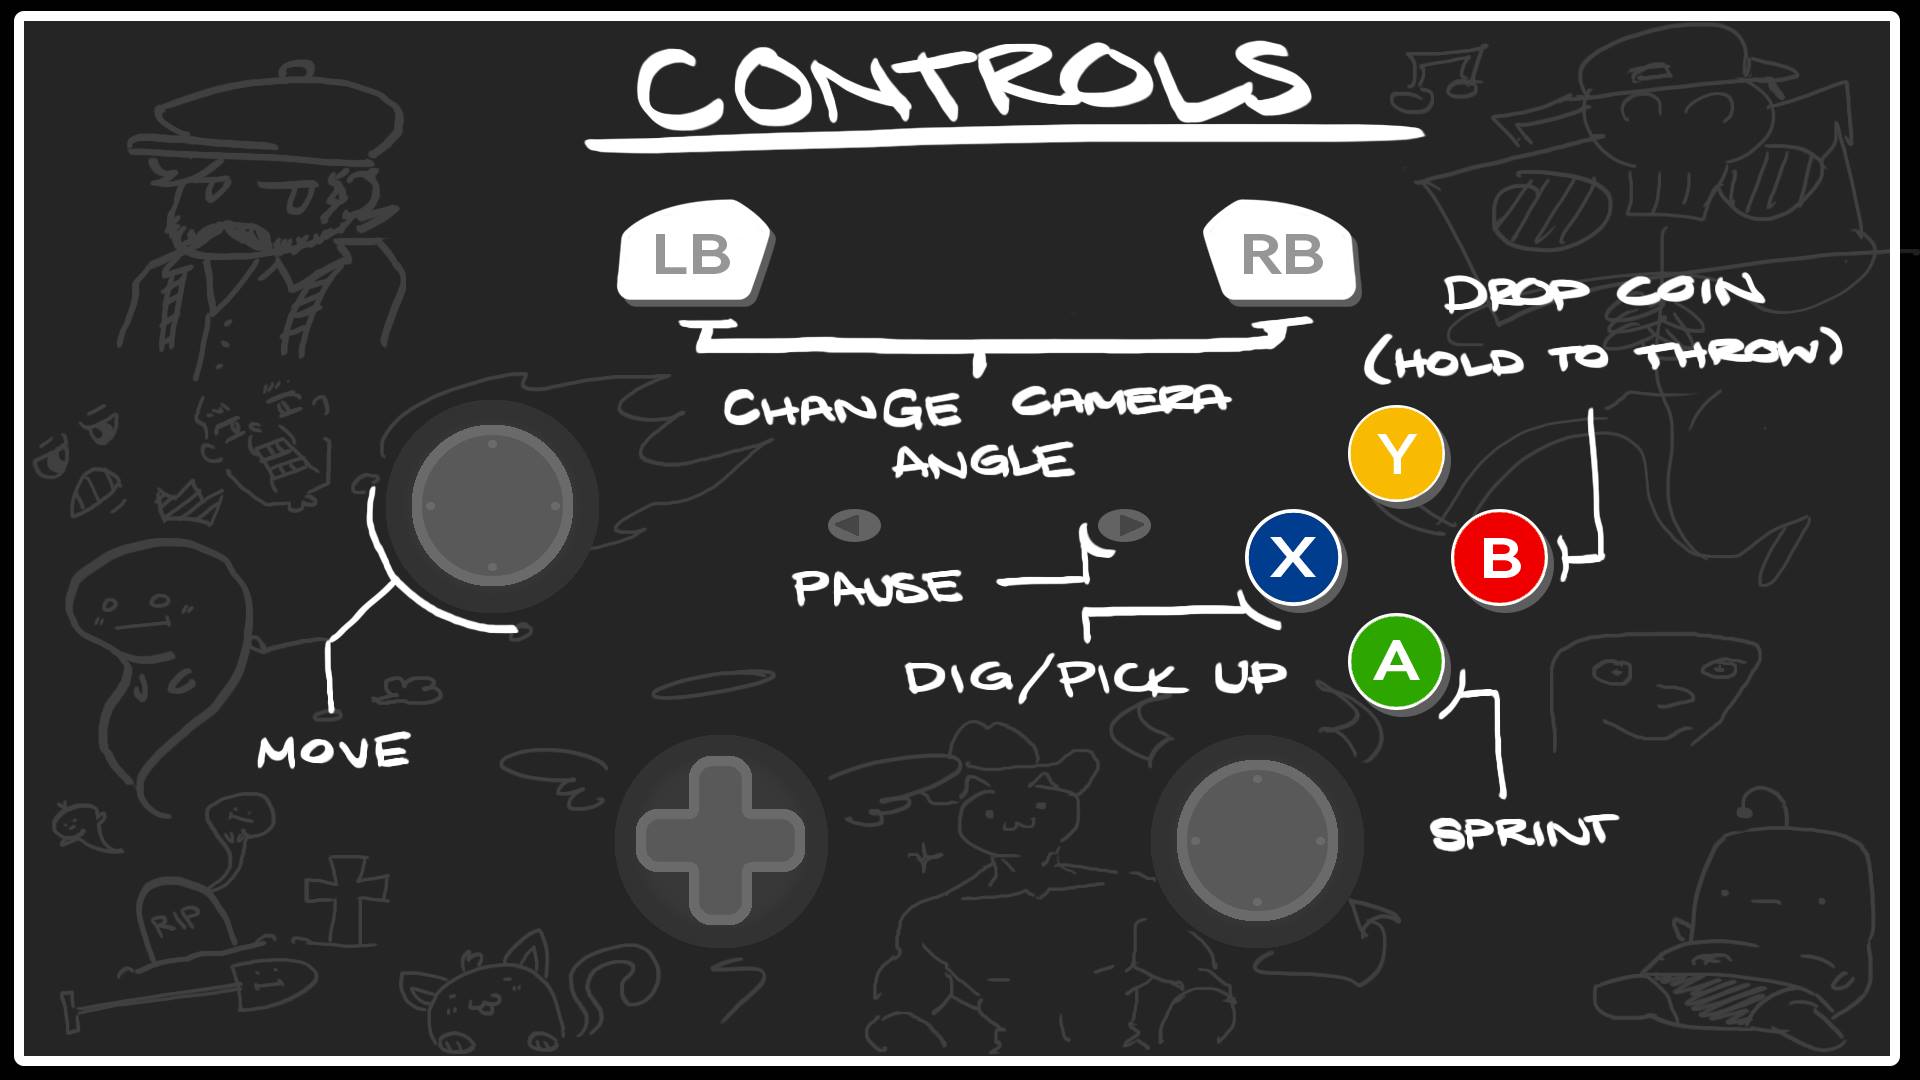 CONTROLS
LB
RB
DROP COIN
(HOLD TO THROW)
CHANGE CAMERA
ANGLE
Y
X
B
PAUSE
A
DIG/PICK UP
MOVE
SPRINT
RIP